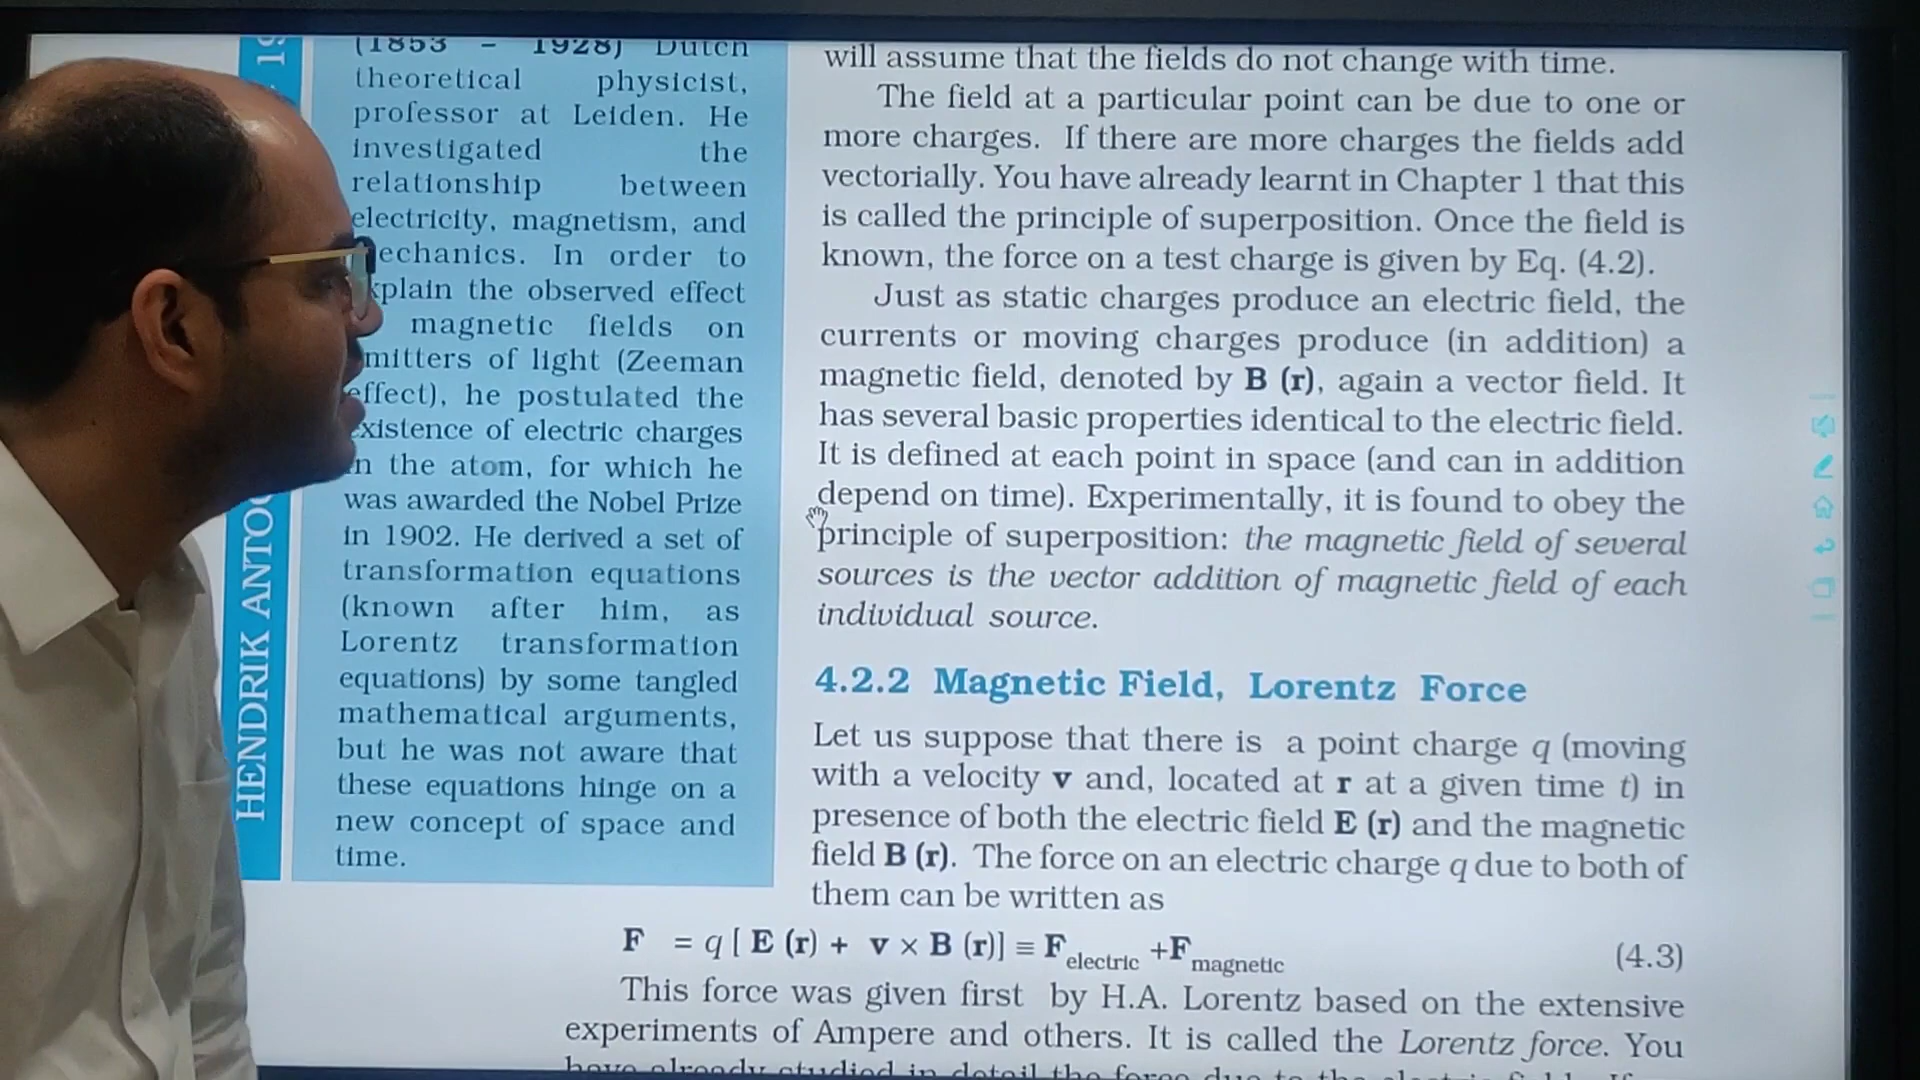 HENDRIK ANTOO
(1853 – 1928) Dutch
theoretical physicist,
professor at Leiden. He
investigated the
relationship between
electricity, magnetism, and
mechanics. In order to
explain the observed effect
magnetic fields on
emitters of light (Zeeman
effect), he postulated the
existence of electric charges
in the atom, for which he
was awarded the Nobel Prize
in 1902. He derived a set of
transformation equations
(known after him, as
Lorentz transformation
equations) by some tangled
mathematical arguments,
but he was not aware that
these equations hinge on a
new concept of space and
time.
will assume that the fields do not change with time.
The field at a particular point can be due to one or
more charges. If there are more charges the fields add
vectorially. You have already learnt in Chapter 1 that this
is called the principle of superposition. Once the field is
known, the force on a test charge is given by Eq. (4.2).
Just as static charges produce an electric field, the
currents or moving charges produce (in addition) a
magnetic field, denoted by B (r), again a vector field. It
has several basic properties identical to the electric field.
It is defined at each point in space (and can in addition
depend on time). Experimentally, it is found to obey the
principle of superposition: the magnetic field of several
sources is the vector addition of magnetic field of each
individual source.
4.2.2 Magnetic Field, Lorentz Force
Let us suppose that there is a point charge q (moving
with a velocity v and, located at r at a given time t) in
presence of both the electric field E (r) and the magnetic
field B (r). The force on an electric charge q due to both of
them can be written as
F = q [ E (r) + v × B (r)] ≡ F electric +F magnetic (4.3)
This force was given first by H.A. Lorentz based on the extensive
experiments of Ampere and others. It is called the Lorentz force. You
have already studied in detail the force due to the electric field. If